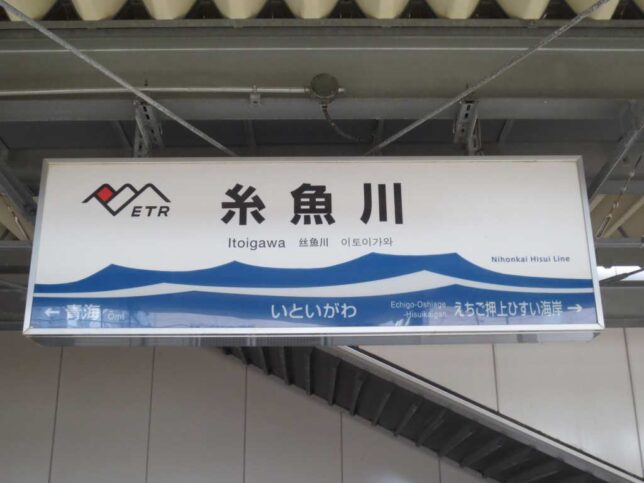 ETR
糸魚川
Itoigawa 丝鱼川 이토이가와
Nihonkai Hisui Line
← 青海 Ōmi いといがわ Echigo-Oshiage-Hisuikaigan えちご押上ひすい海岸 →